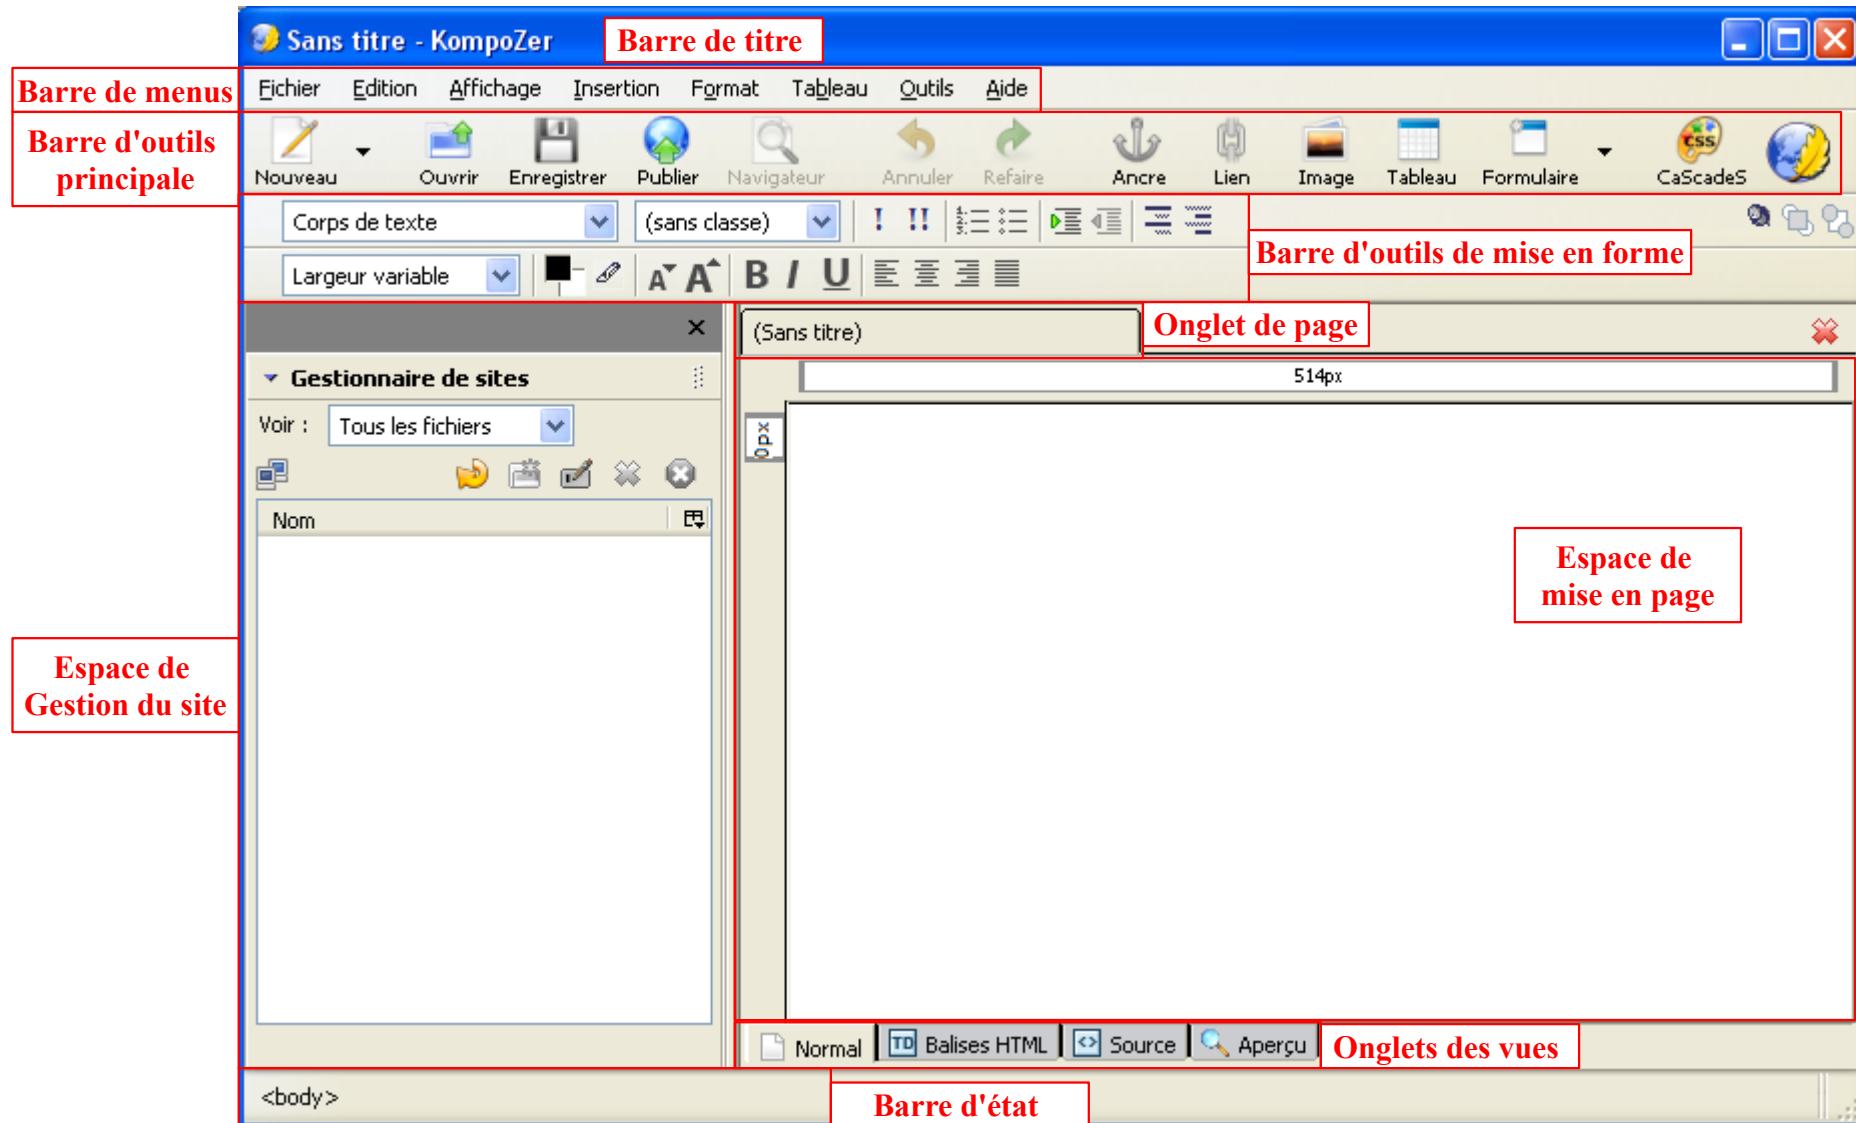 Sans titre - KompoZer
Barre de titre
Barre de menus
Fichier Edition Affichage Insertion Format Tableau Outils Aide
Barre d'outils
principale
Nouveau Ouvrir Enregistrer Publier Navigateur Annuler Refaire Ancre Lien Image Tableau Formulaire CaScadeS
CSS
Corps de texte (sans classe)
Barre d'outils de mise en forme
Largeur variable A A B I U
(Sans titre)
Onglet de page
Gestionnaire de sites
514px
Voir : Tous les fichiers
0px
Nom
Espace de
mise en page
Espace de
Gestion du site
Normal TD Balises HTML Source Aperçu
Onglets des vues
<body>
Barre d'état